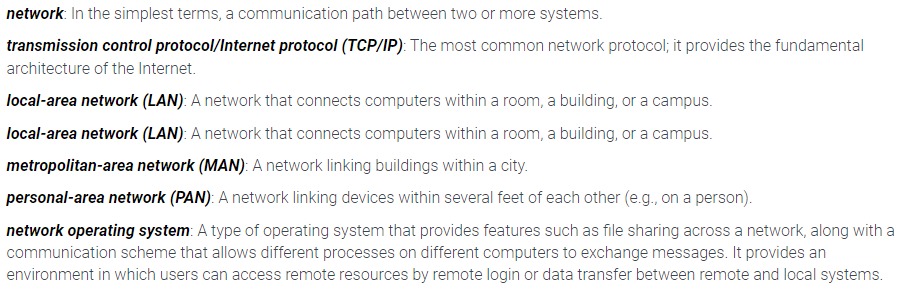 network: In the simplest terms, a communication path between two or more systems.
transmission control protocol/Internet protocol (TCP/IP): The most common network protocol; it provides the fundamental
architecture of the Internet.
local-area network (LAN): A network that connects computers within a room, a building, or a campus.
local-area network (LAN): A network that connects computers within a room, a building, or a campus.
metropolitan-area network (MAN): A network linking buildings within a city.
personal-area network (PAN): A network linking devices within several feet of each other (e.g., on a person).
network operating system: A type of operating system that provides features such as file sharing across a network, along with a
communication scheme that allows different processes on different computers to exchange messages. It provides an
environment in which users can access remote resources by remote login or data transfer between remote and local systems.